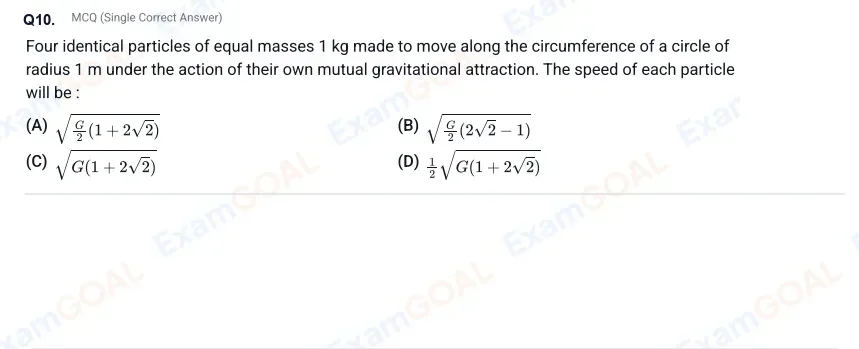 Q10. MCQ (Single Correct Answer)
Four identical particles of equal masses 1 kg made to move along the circumference of a circle of
radius 1 m under the action of their own mutual gravitational attraction. The speed of each particle
will be :
(A) √(G/2 (1 + 2√2)) (B) √(G/2 (2√2 − 1))
(C) √(G(1 + 2√2)) (D) 1/2 √(G(1 + 2√2))
ExamGOAL